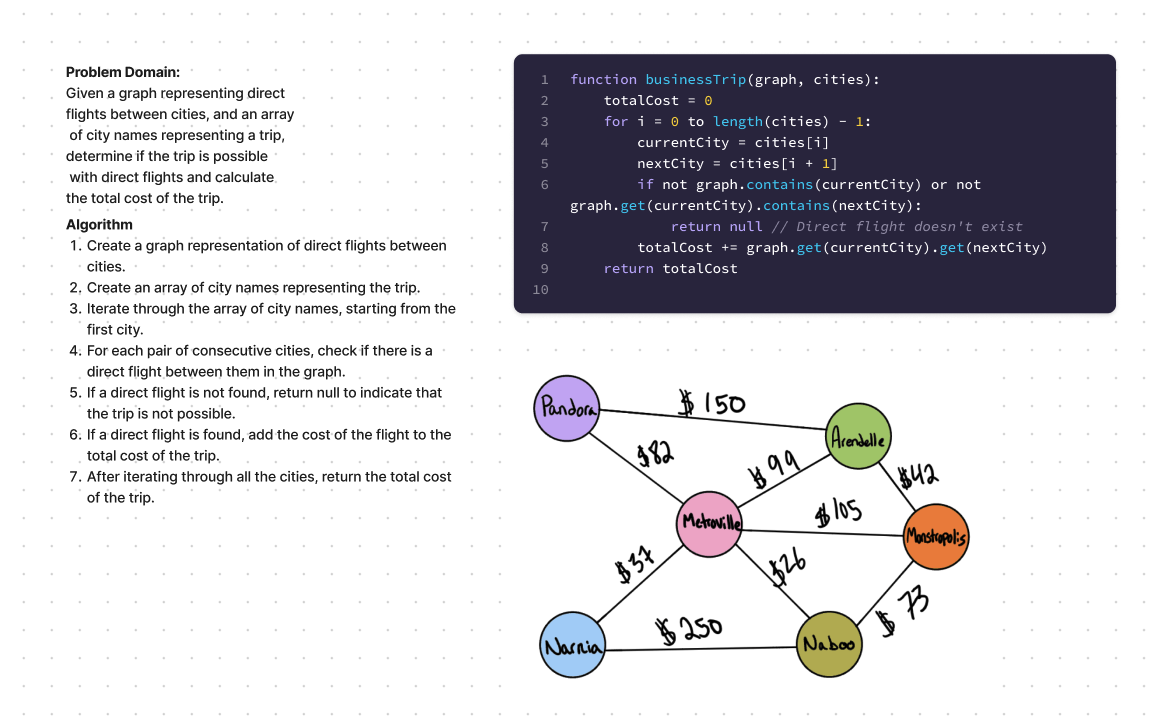 Problem Domain:
Given a graph representing direct
flights between cities, and an array
of city names representing a trip,
determine if the trip is possible
with direct flights and calculate
the total cost of the trip.
Algorithm
1. Create a graph representation of direct flights between
cities.
2. Create an array of city names representing the trip.
3. Iterate through the array of city names, starting from the
first city.
4. For each pair of consecutive cities, check if there is a
direct flight between them in the graph.
5. If a direct flight is not found, return null to indicate that
the trip is not possible.
6. If a direct flight is found, add the cost of the flight to the
total cost of the trip.
7. After iterating through all the cities, return the total cost
of the trip.
1 function businessTrip(graph, cities):
2 totalCost = 0
3 for i = 0 to length(cities) - 1:
4 currentCity = cities[i]
5 nextCity = cities[i + 1]
6 if not graph.contains(currentCity) or not
graph.get(currentCity).contains(nextCity):
7 return null // Direct flight doesn't exist
8 totalCost += graph.get(currentCity).get(nextCity)
9 return totalCost
10
Pandora
$150
Arendelle
$82
$99
$42
Metroville
$105
Monstropolis
$37
$26
$73
Narnia
$250
Naboo